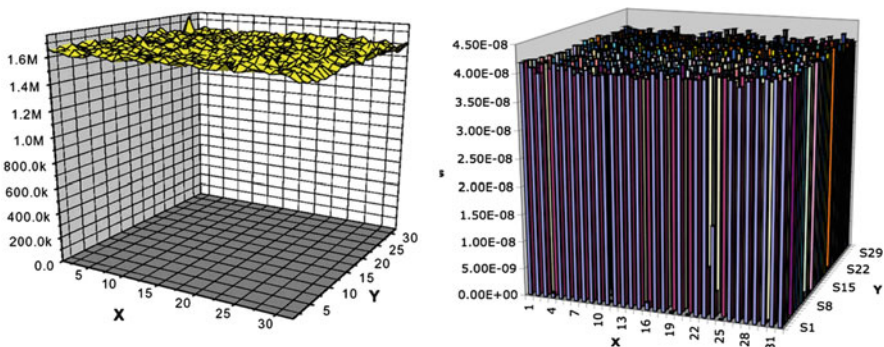 1.6M
1.4M
1.2M
1.0M
800.0k
600.0k
400.0k
200.0k
0.0
5
10
15
20
25
30
X
5
10
15
20
25
30
Y
4.50E-08
4.00E-08
3.50E-08
3.00E-08
2.50E-08
2.00E-08
1.50E-08
1.00E-08
5.00E-09
0.00E+00
s
1
4
7
10
13
16
19
22
25
28
31
X
S1
S8
S15
S22
S29
Y